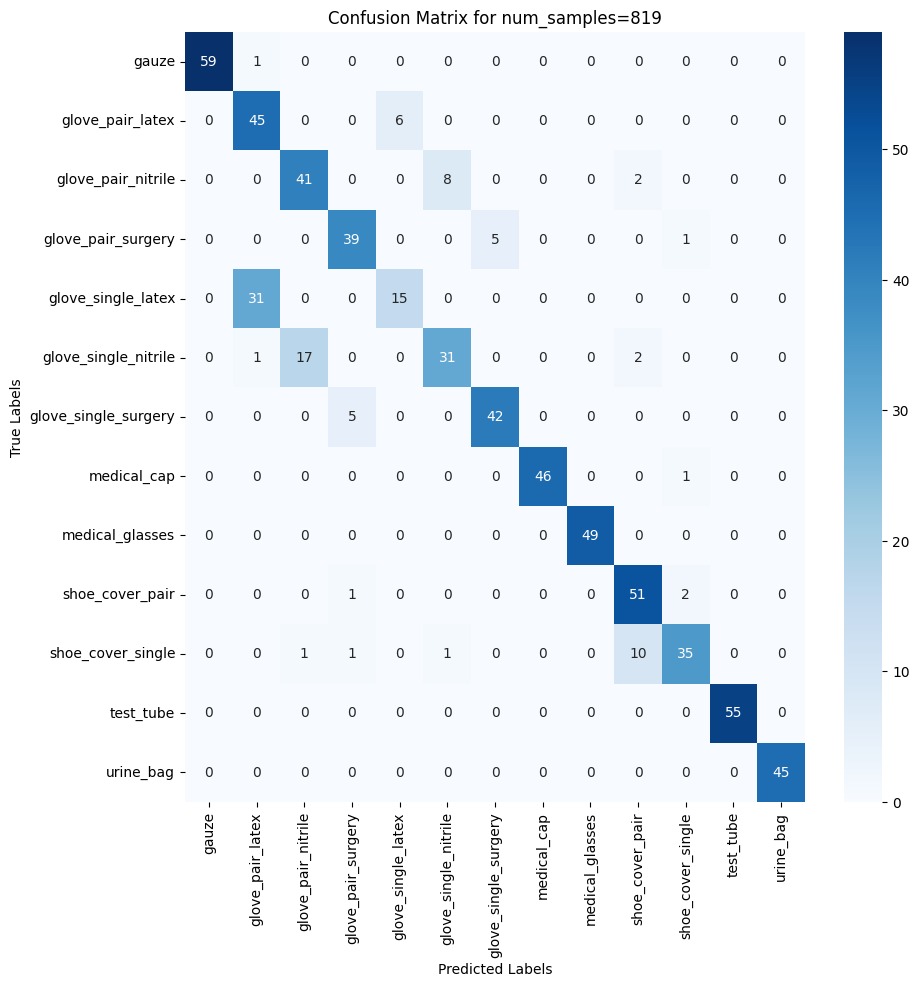 Confusion Matrix for num_samples=819
gauze 59 1 0 0 0 0 0 0 0 0 0 0 0
glove_pair_latex 0 45 0 0 6 0 0 0 0 0 0 0 0
glove_pair_nitrile 0 0 41 0 0 8 0 0 0 2 0 0 0
glove_pair_surgery 0 0 0 39 0 0 5 0 0 0 1 0 0
glove_single_latex 0 31 0 0 15 0 0 0 0 0 0 0 0
glove_single_nitrile 0 1 17 0 0 31 0 0 0 2 0 0 0
glove_single_surgery 0 0 0 5 0 0 42 0 0 0 0 0 0
medical_cap 0 0 0 0 0 0 0 46 0 0 1 0 0
medical_glasses 0 0 0 0 0 0 0 0 49 0 0 0 0
shoe_cover_pair 0 0 0 1 0 0 0 0 0 51 2 0 0
shoe_cover_single 0 0 1 1 0 1 0 0 0 10 35 0 0
test_tube 0 0 0 0 0 0 0 0 0 0 0 55 0
urine_bag 0 0 0 0 0 0 0 0 0 0 0 0 45
True Labels
gauze
glove_pair_latex
glove_pair_nitrile
glove_pair_surgery
glove_single_latex
glove_single_nitrile
glove_single_surgery
medical_cap
medical_glasses
shoe_cover_pair
shoe_cover_single
test_tube
urine_bag
Predicted Labels
50
40
30
20
10
0